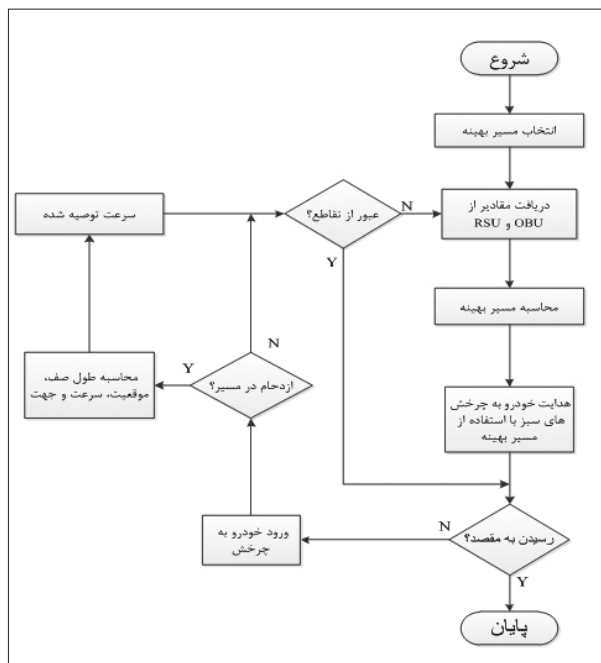 شروع
انتخاب مسیر بهینه
دریافت مقادیر از
RSU و OBU
محاسبه مسیر بهینه
هدایت خودرو به چرخش
های سبز با استفاده از
مسیر بهینه
رسیدن به مقصد؟
Y
پایان
N
ورود خودرو به
چرخش
ازدحام در مسیر؟
Y
محاسبه طول صف،
موقعیت، سرعت و جهت
سرعت توصیه شده
N
عبور از تقاطع؟
N
Y